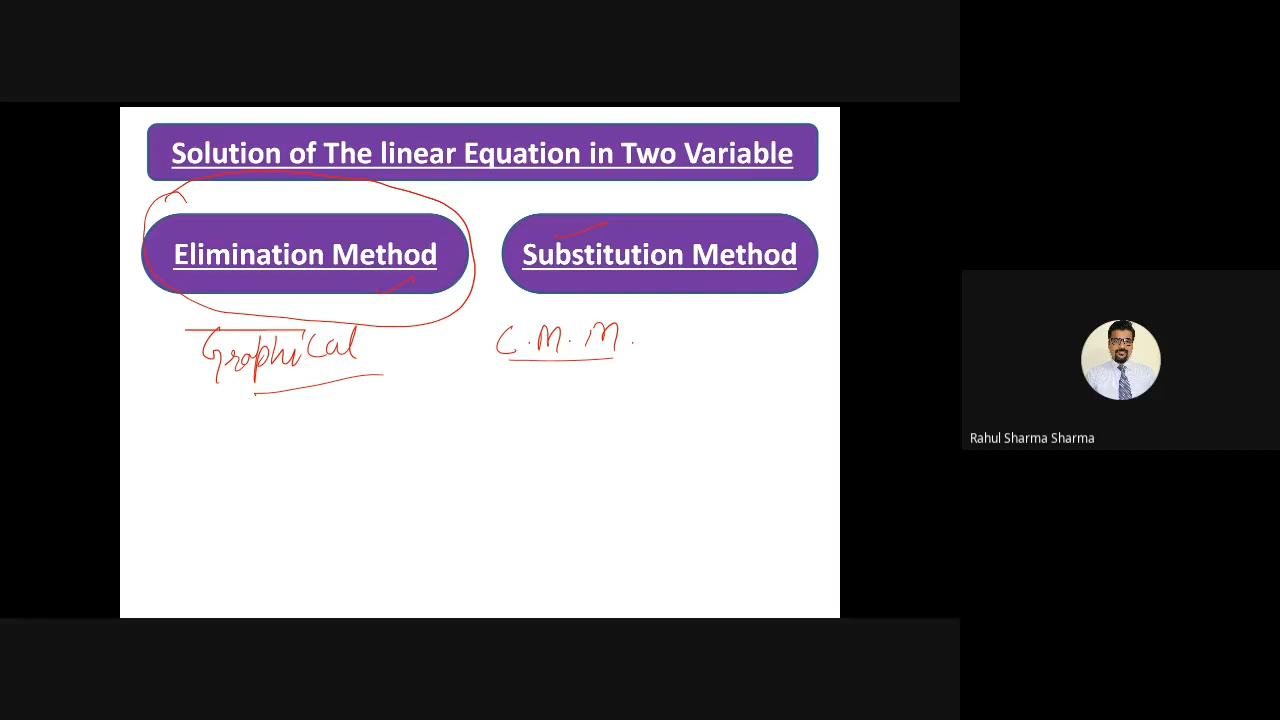 Solution of The linear Equation in Two Variable
Elimination Method
Substitution Method
Graphical
C.M.M.
Rahul Sharma Sharma